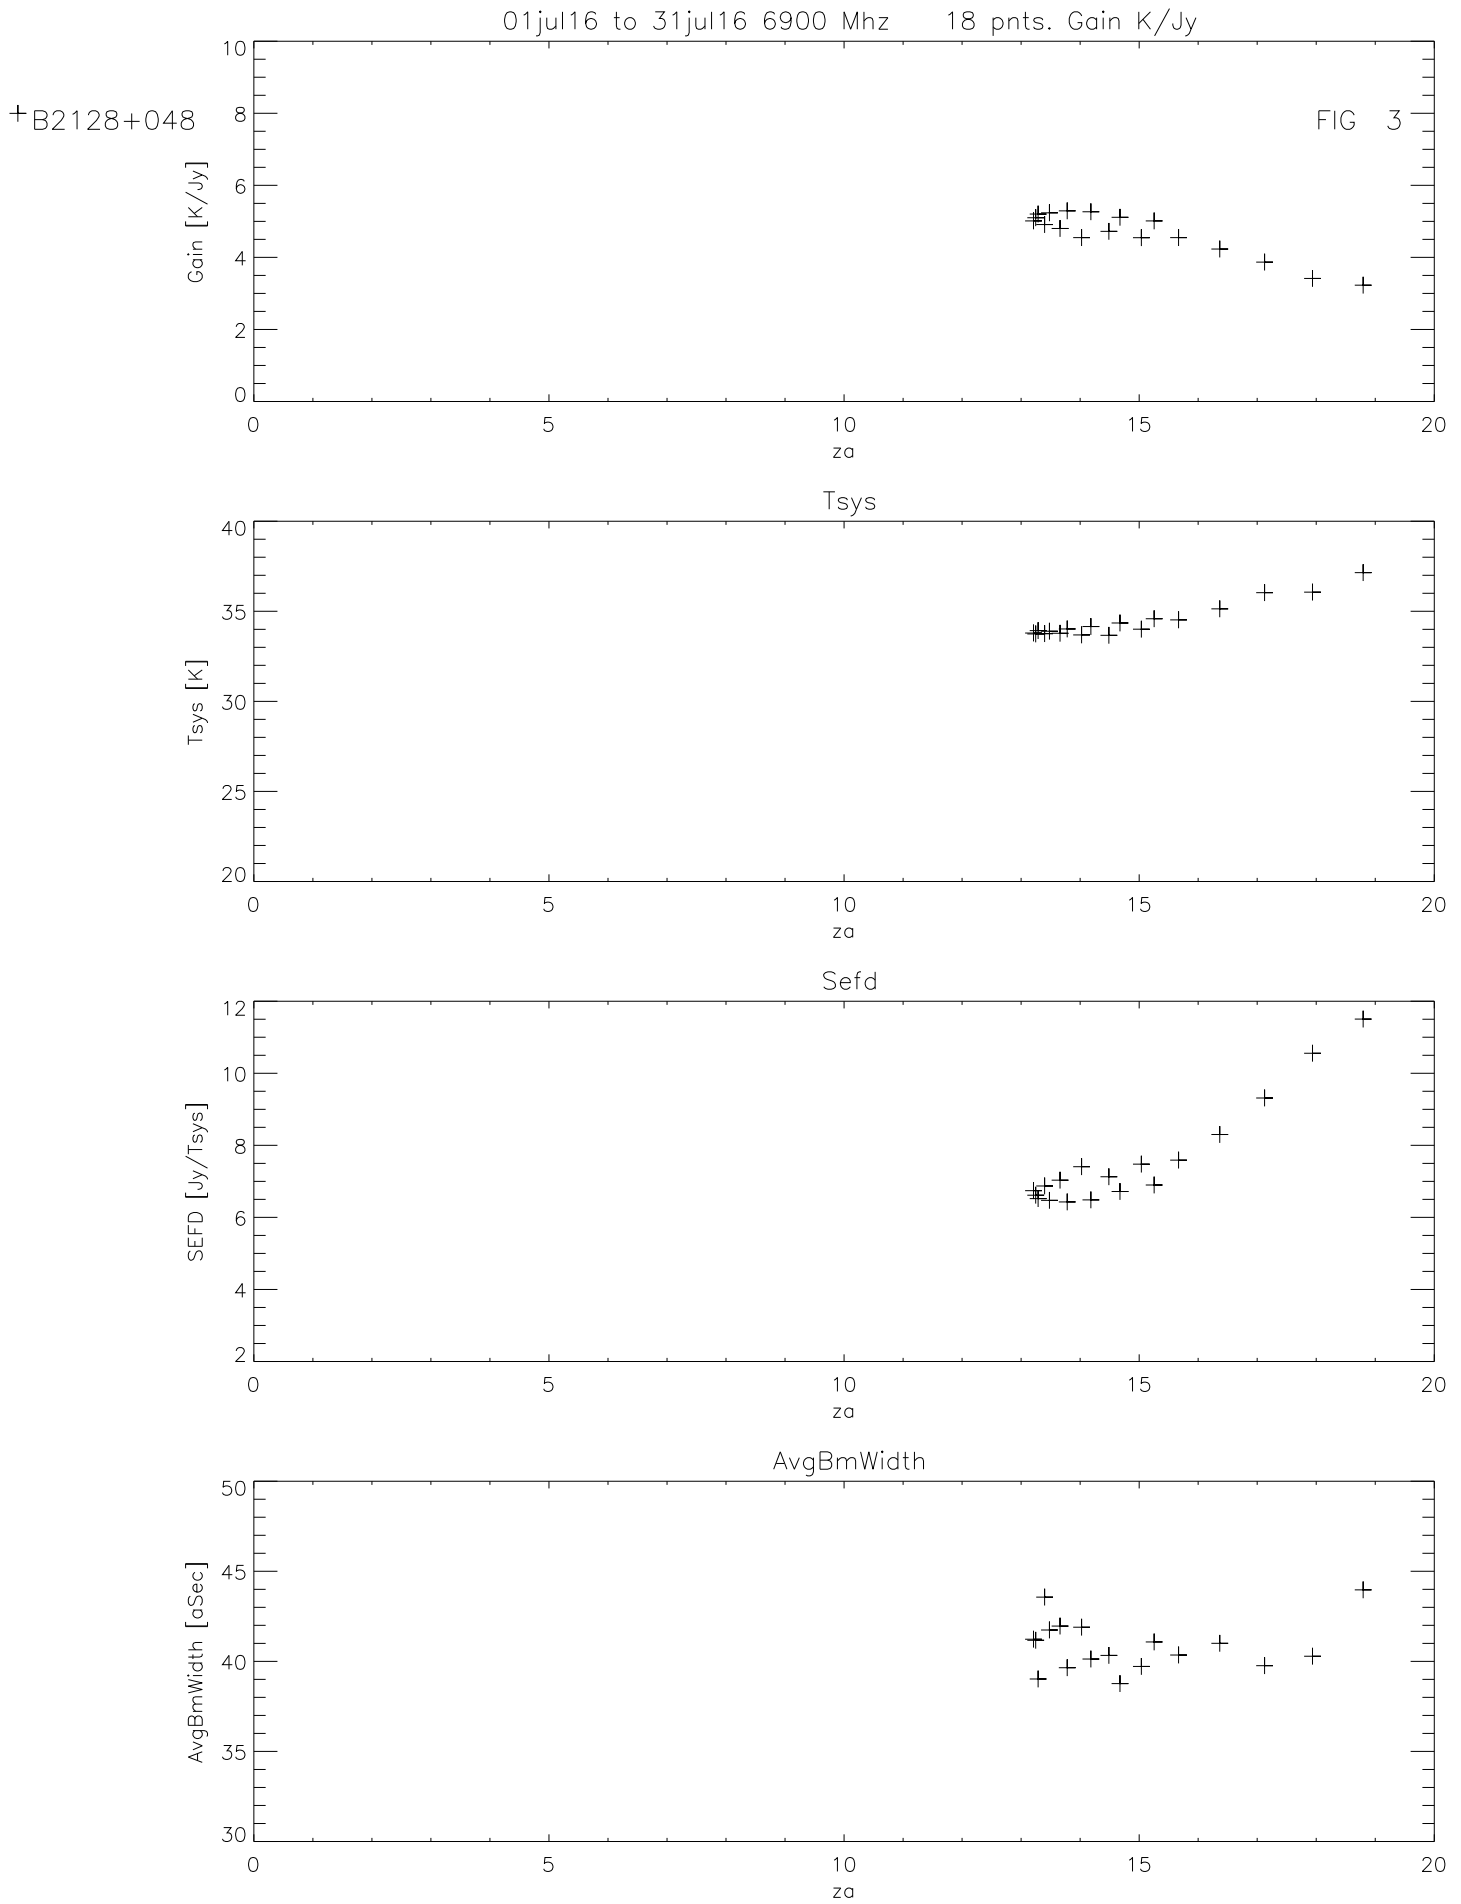 01jul16 to 31jul16 6900 Mhz 18 pnts. Gain K/Jy
+B2128+048
FIG 3
Gain [K/Jy]
10
8
6
4
2
0
0 5 10 15 20
za
Tsys
Tsys [K]
40
35
30
25
20
0 5 10 15 20
za
Sefd
SEFD [Jy/Tsys]
12
10
8
6
4
2
0 5 10 15 20
za
AvgBmWidth
AvgBmWidth [aSec]
50
45
40
35
30
0 5 10 15 20
za